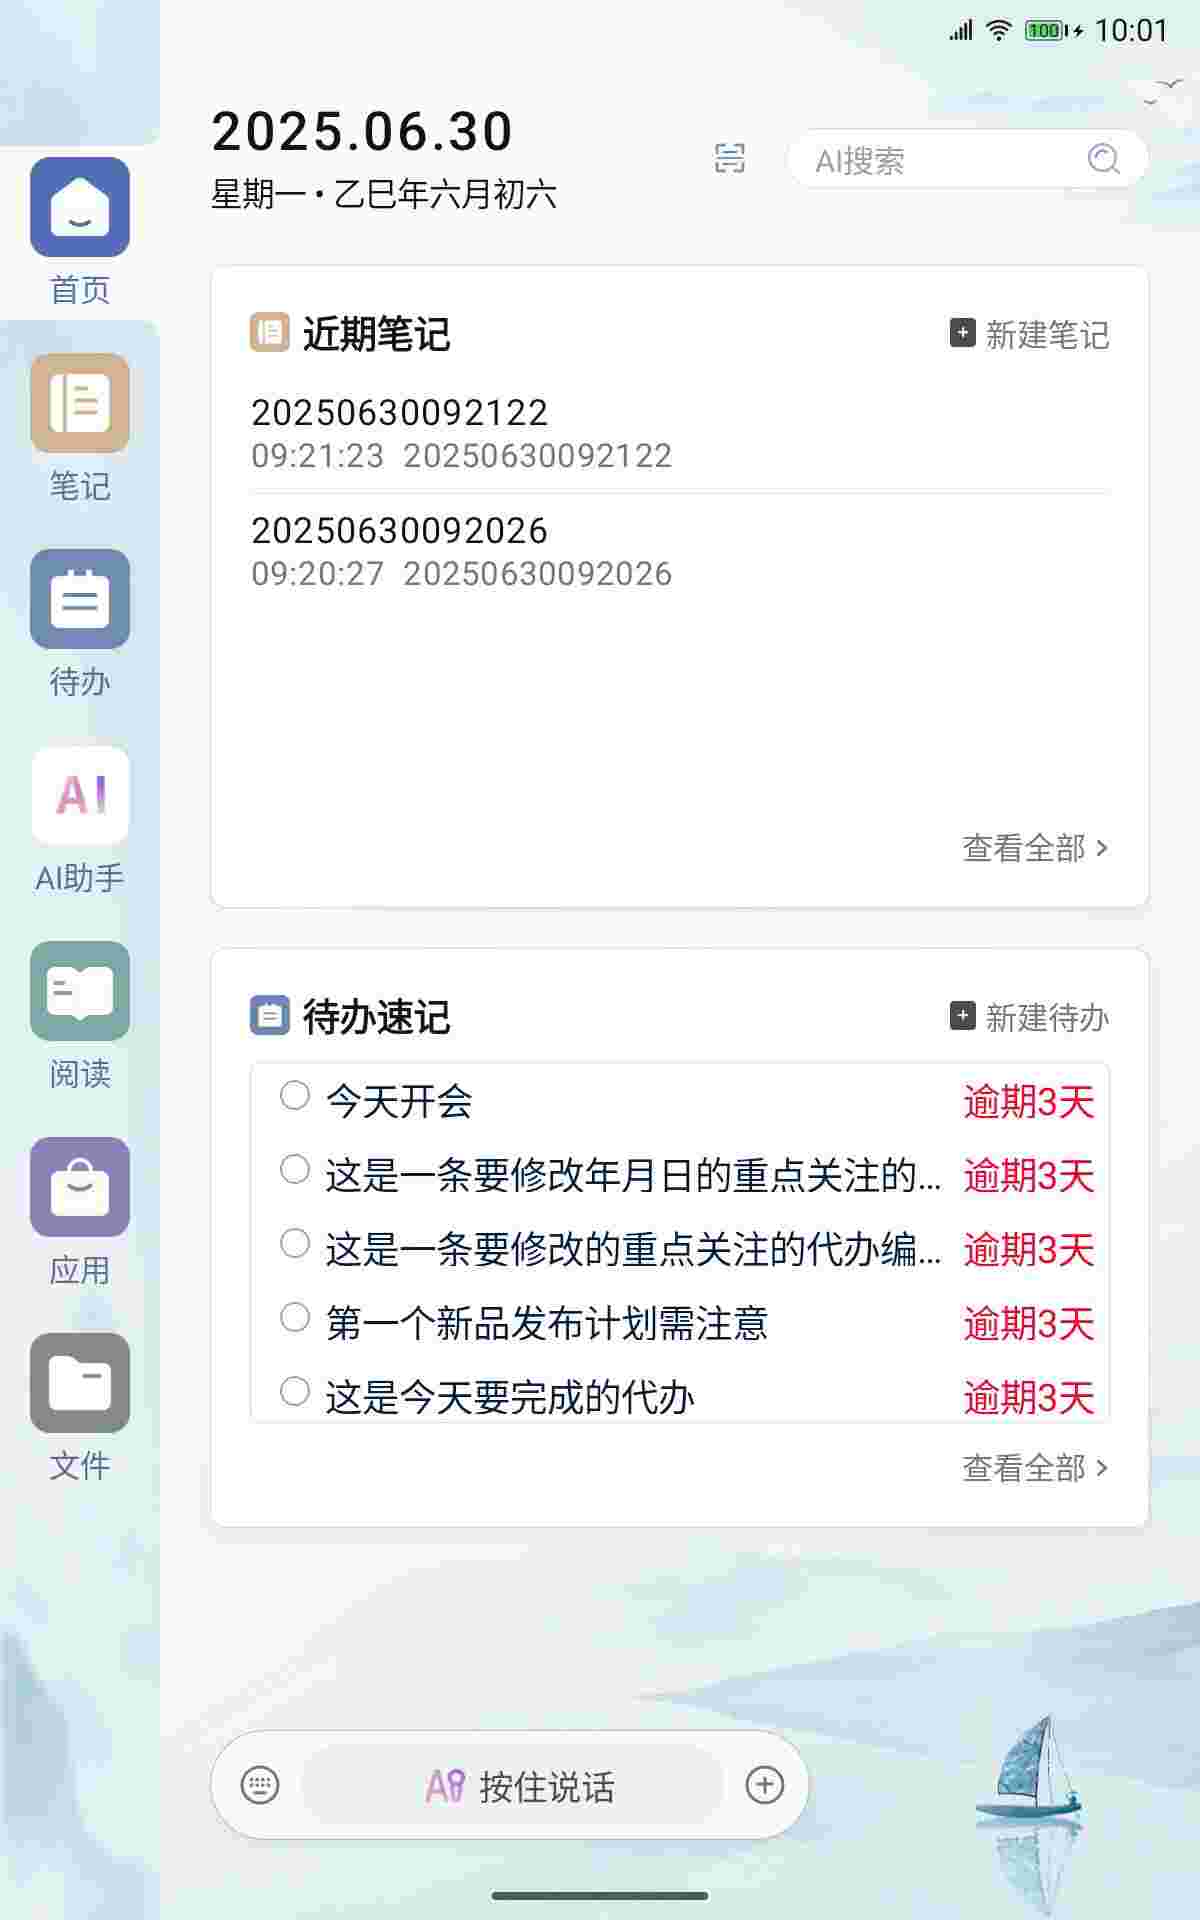 100 10:01
2025.06.30
星期一 • 乙巳年六月初六
AI搜索
首页
笔记
待办
AI
AI助手
阅读
应用
文件
近期笔记
新建笔记
20250630092122
09:21:23 20250630092122
20250630092026
09:20:27 20250630092026
查看全部 >
待办速记
新建待办
今天开会 逾期3天
这是一条要修改年月日的重点关注的... 逾期3天
这是一条要修改的重点关注的代办编... 逾期3天
第一个新品发布计划需注意 逾期3天
这是今天要完成的代办 逾期3天
查看全部 >
按住说话